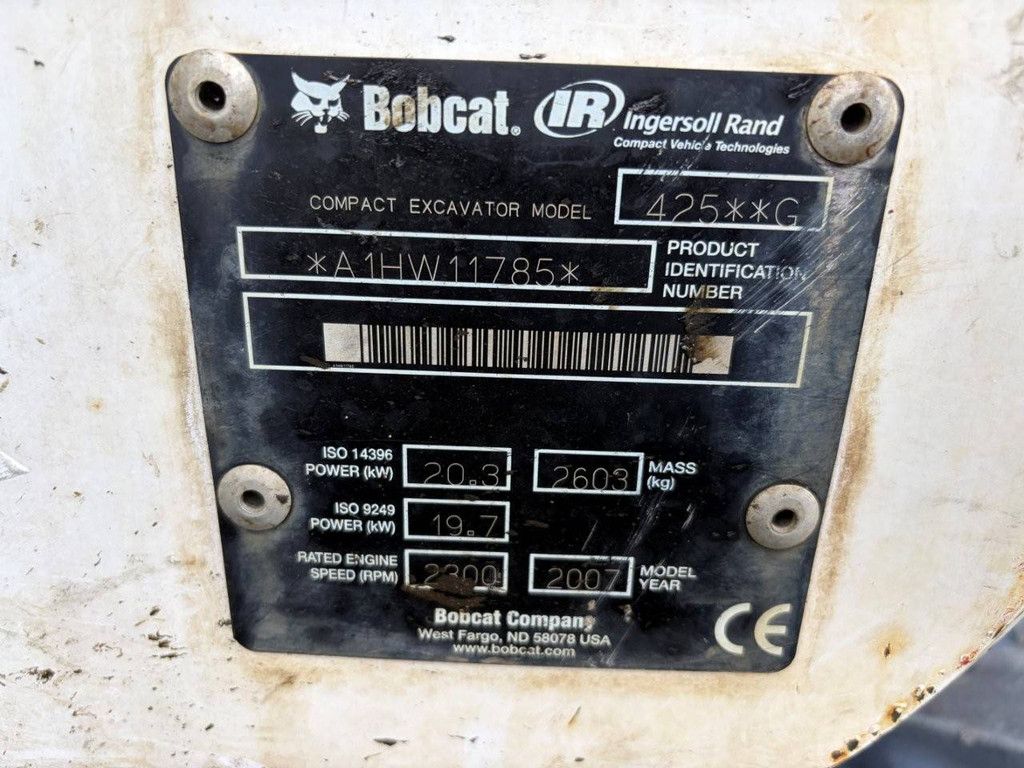 Bobcat. IR Ingersoll Rand
Compact Vehicle Technologies
COMPACT EXCAVATOR MODEL 425**G
*A1HW11785* PRODUCT IDENTIFICATION NUMBER
ISO 14396 POWER (kW) 20.3 2603 MASS (kg)
ISO 9249 POWER (kW) 19.7
RATED ENGINE SPEED (RPM) 2007 MODEL YEAR
Bobcat Company
West Fargo, ND 58078 USA
www.bobcat.com
CE